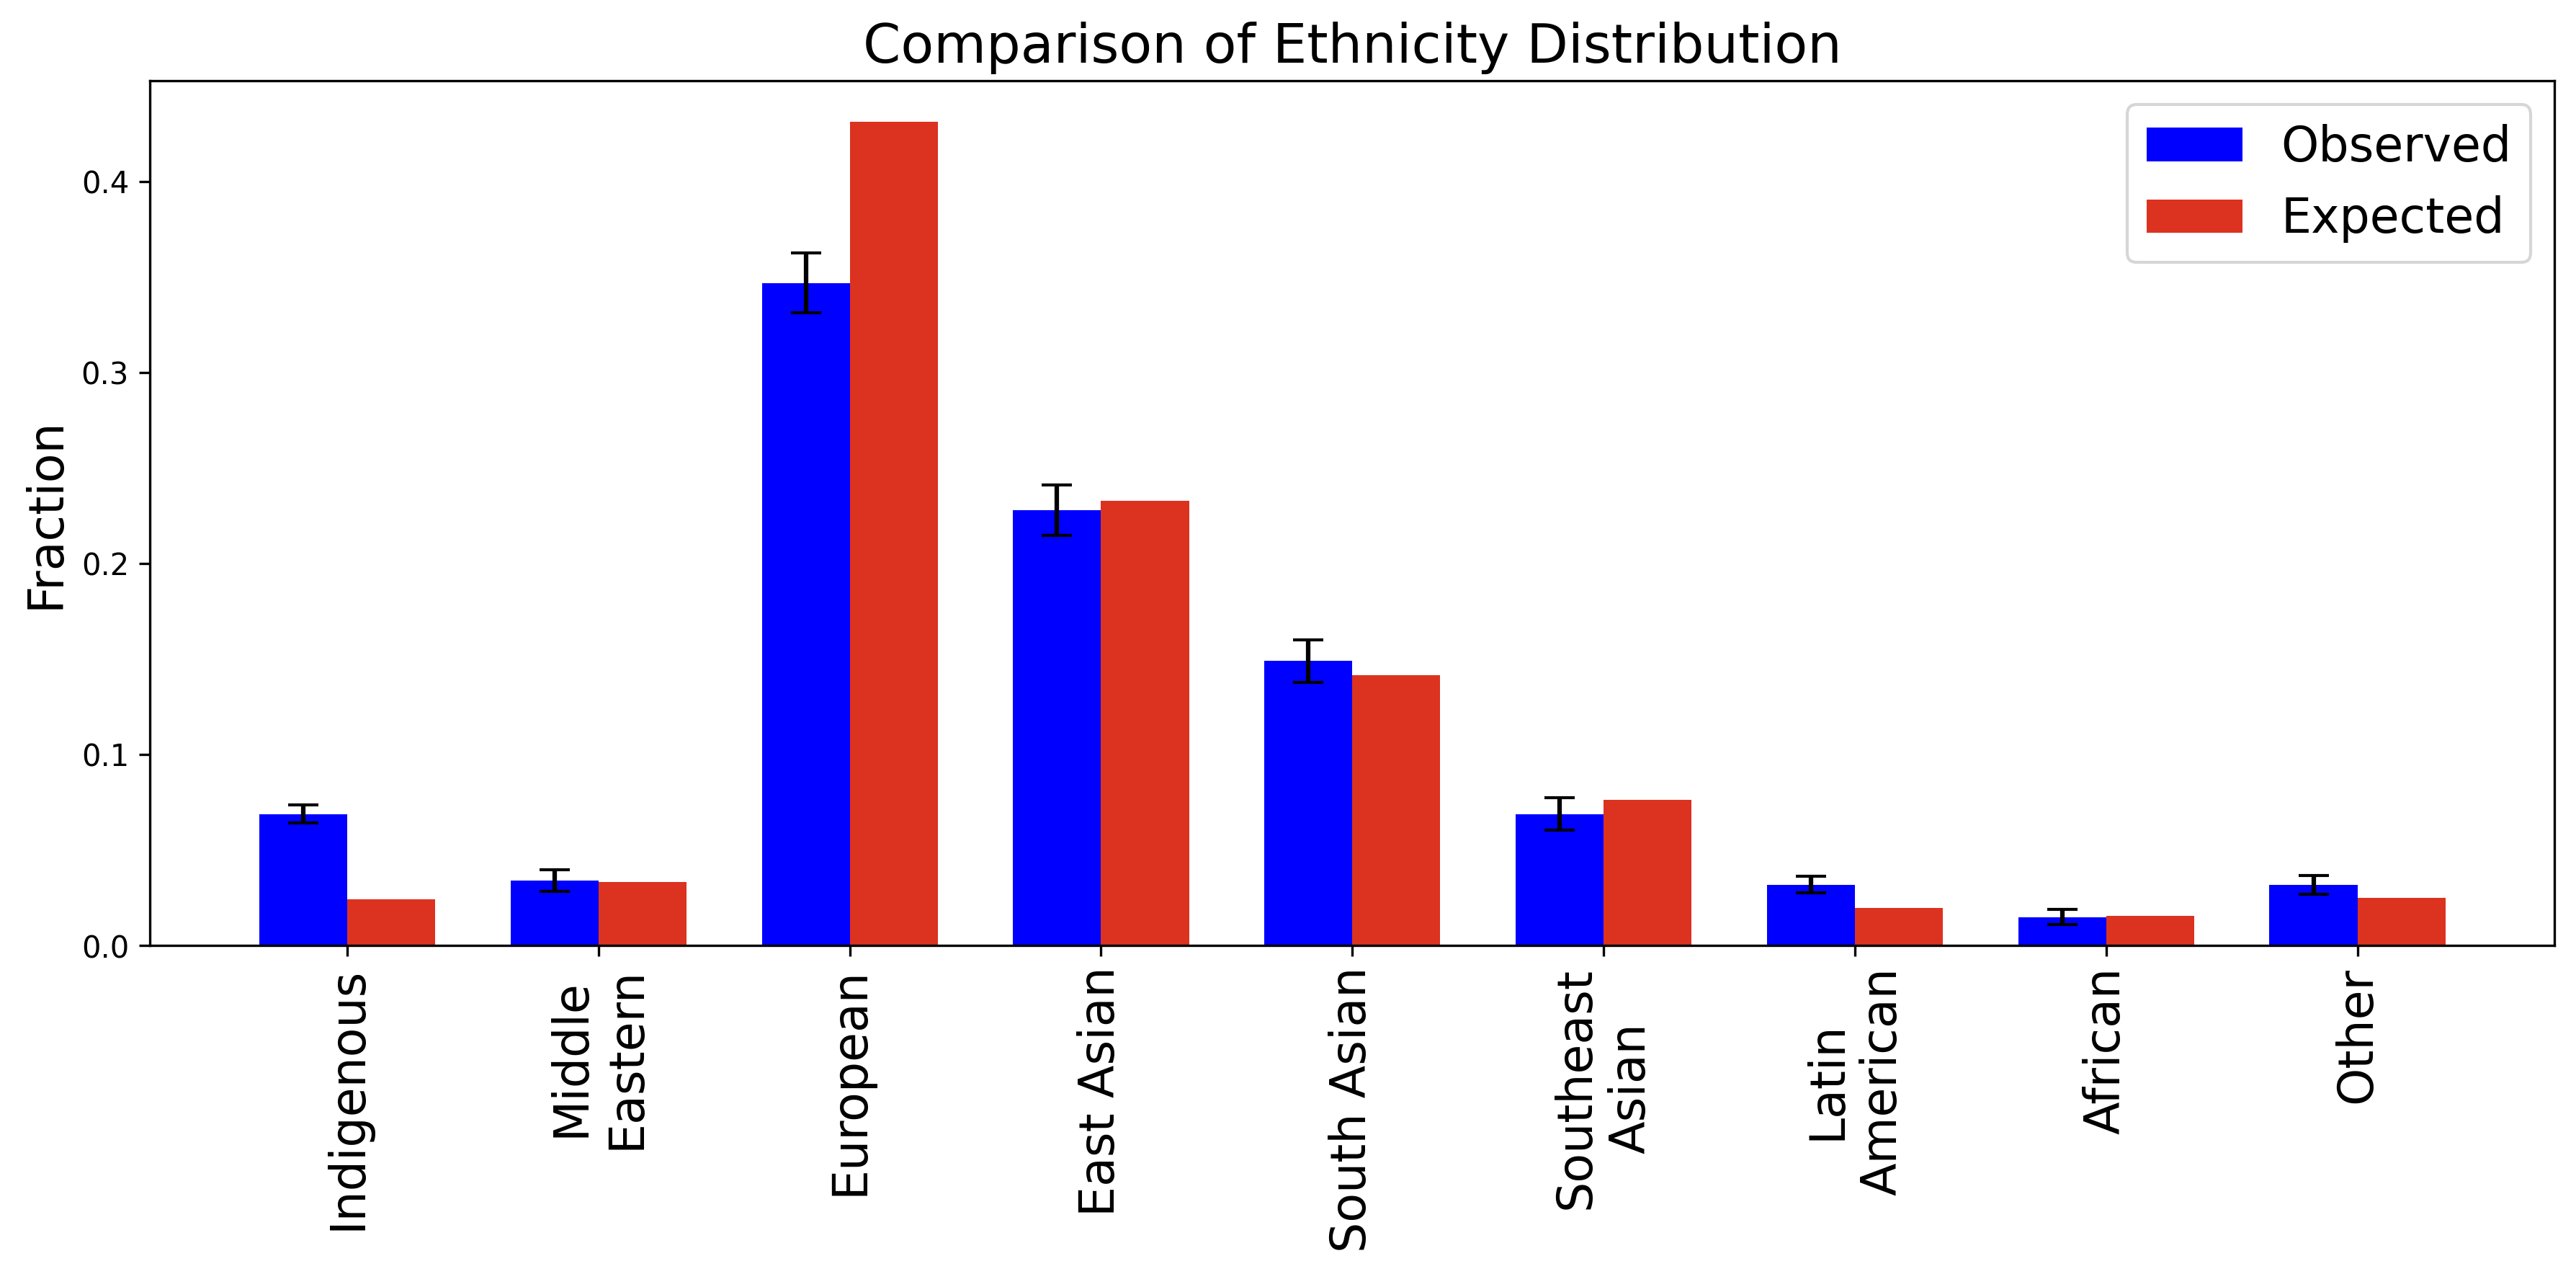 Comparison of Ethnicity Distribution
Observed
Expected
Fraction
0.4
0.3
0.2
0.1
0.0
Indigenous
Middle
Eastern
European
East Asian
South Asian
Southeast
Asian
Latin
American
African
Other